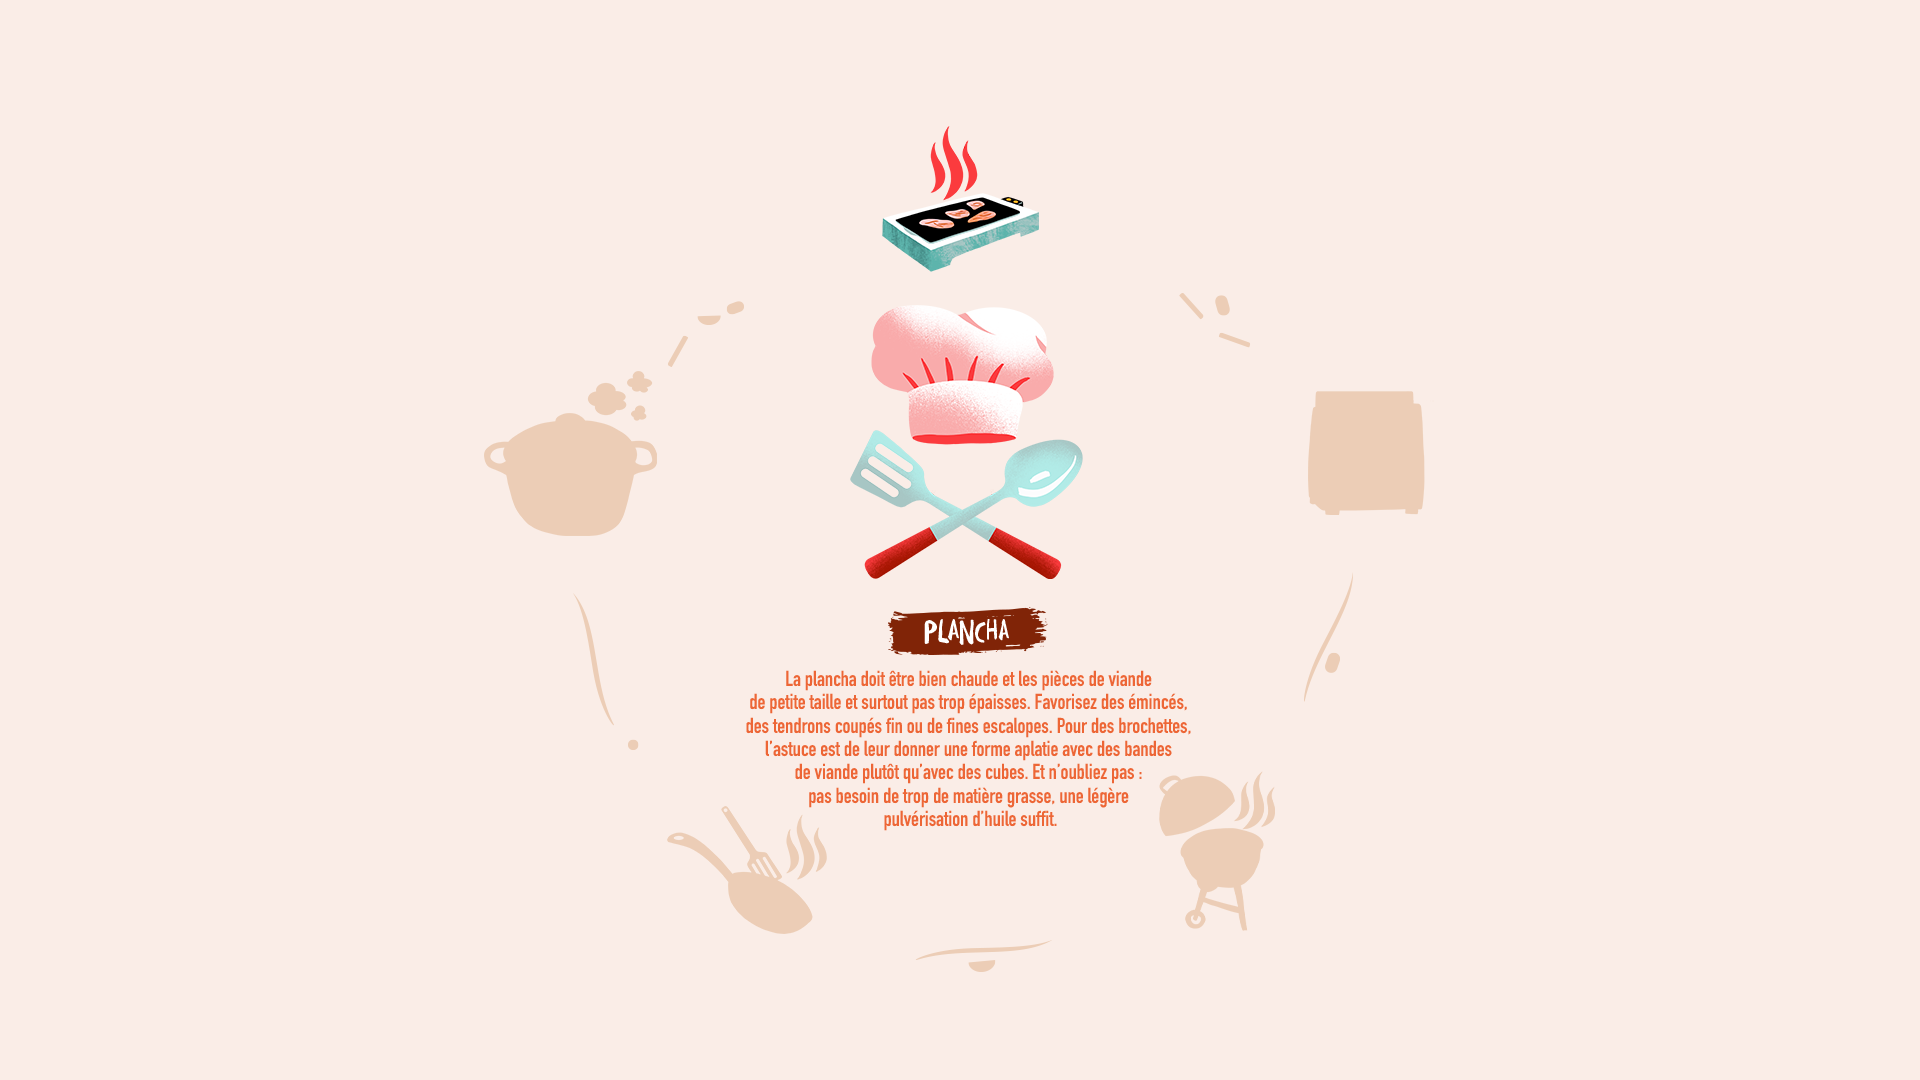 PLANCHA
La plancha doit être bien chaude et les pièces de viande
de petite taille et surtout pas trop épaisses. Favorisez des émincés,
des tendrons coupés fin ou de fines escalopes. Pour des brochettes,
l'astuce est de leur donner une forme aplatie avec des bandes
de viande plutôt qu'avec des cubes. Et n'oubliez pas :
pas besoin de trop de matière grasse, une légère
pulvérisation d'huile suffit.